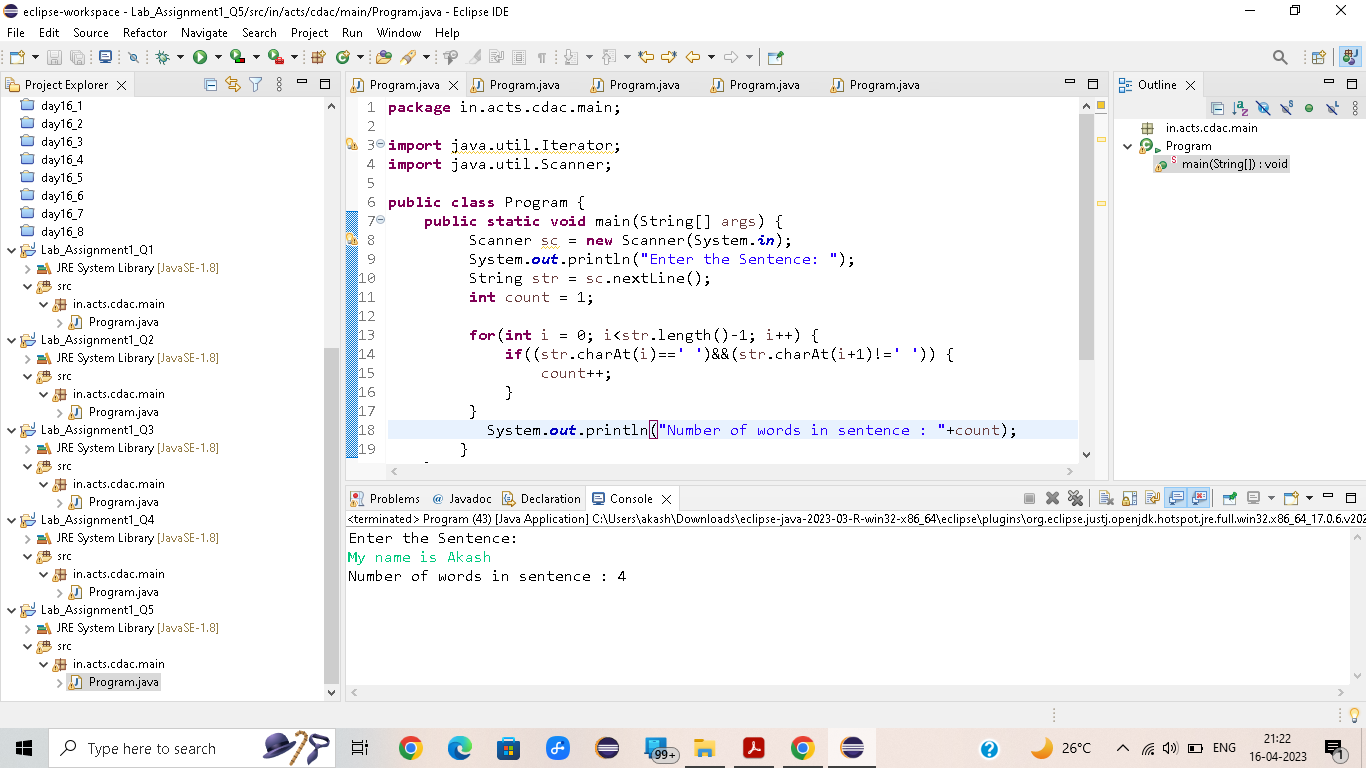 eclipse-workspace - Lab_Assignment1_Q5/src/in/acts/cdac/main/Program.java - Eclipse IDE
File Edit Source Refactor Navigate Search Project Run Window Help
Project Explorer
day16_1
day16_2
day16_3
day16_4
day16_5
day16_6
day16_7
day16_8
Lab_Assignment1_Q1
JRE System Library [JavaSE-1.8]
src
in.acts.cdac.main
Program.java
Lab_Assignment1_Q2
JRE System Library [JavaSE-1.8]
src
in.acts.cdac.main
Program.java
Lab_Assignment1_Q3
JRE System Library [JavaSE-1.8]
src
in.acts.cdac.main
Program.java
Lab_Assignment1_Q4
JRE System Library [JavaSE-1.8]
src
in.acts.cdac.main
Program.java
Lab_Assignment1_Q5
JRE System Library [JavaSE-1.8]
src
in.acts.cdac.main
Program.java
Program.java Program.java Program.java Program.java Program.java
1 package in.acts.cdac.main;
2
3 import java.util.Iterator;
4 import java.util.Scanner;
5
6 public class Program {
7 public static void main(String[] args) {
8 Scanner sc = new Scanner(System.in);
9 System.out.println("Enter the Sentence: ");
10 String str = sc.nextLine();
11 int count = 1;
12
13 for(int i = 0; i<str.length()-1; i++) {
14 if((str.charAt(i)==' ')&&(str.charAt(i+1)!=' ')) {
15 count++;
16 }
17 }
18 System.out.println("Number of words in sentence : "+count);
19 }
Outline
in.acts.cdac.main
Program
main(String[]) : void
Problems @ Javadoc Declaration Console
<terminated> Program (43) [Java Application] C:\Users\akash\Downloads\eclipse-java-2023-03-R-win32-x86_64\eclipse\plugins\org.eclipse.justj.openjdk.hotspot.jre.full.win32.x86_64_17.0.6.v202
Enter the Sentence:
My name is Akash
Number of words in sentence : 4
Type here to search
99+
26°C
ENG
21:22
16-04-2023
1